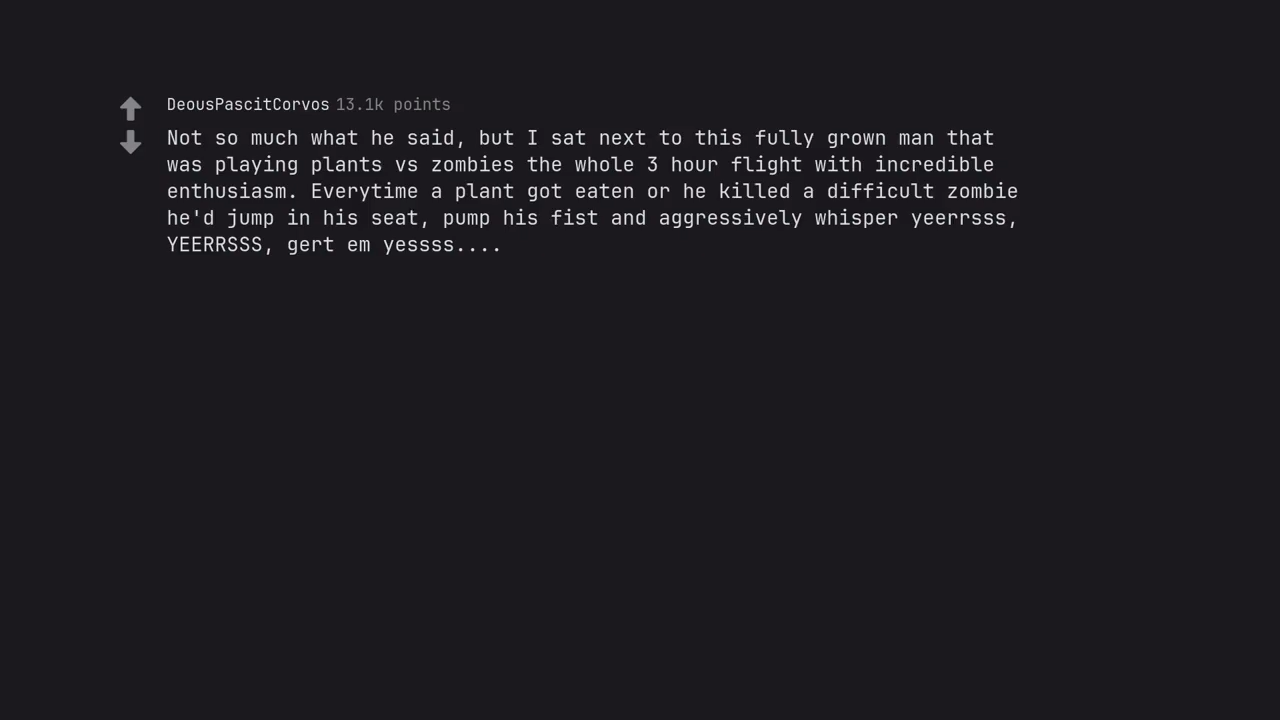 DeousPascitCorvos 13.1k points
Not so much what he said, but I sat next to this fully grown man that
was playing plants vs zombies the whole 3 hour flight with incredible
enthusiasm. Everytime a plant got eaten or he killed a difficult zombie
he'd jump in his seat, pump his fist and aggressively whisper yeerrsss,
YEERRSSS, gert em yessss....